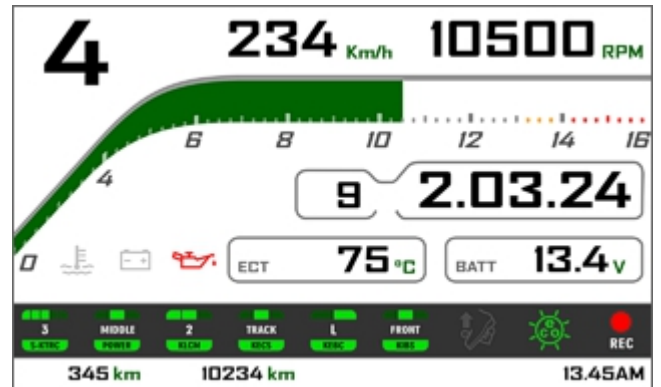 4 234 Km/h 10500 RPM
0 4 6 8 10 12 14 16
9 2.03.24
ECT 75 °C BATT 13.4 V
3 MIDDLE 2 TRACK L FRONT
S-KTRC POWER KLCM KECS KEBC KIBS
eco
REC
345 km 10234 km 13.45AM